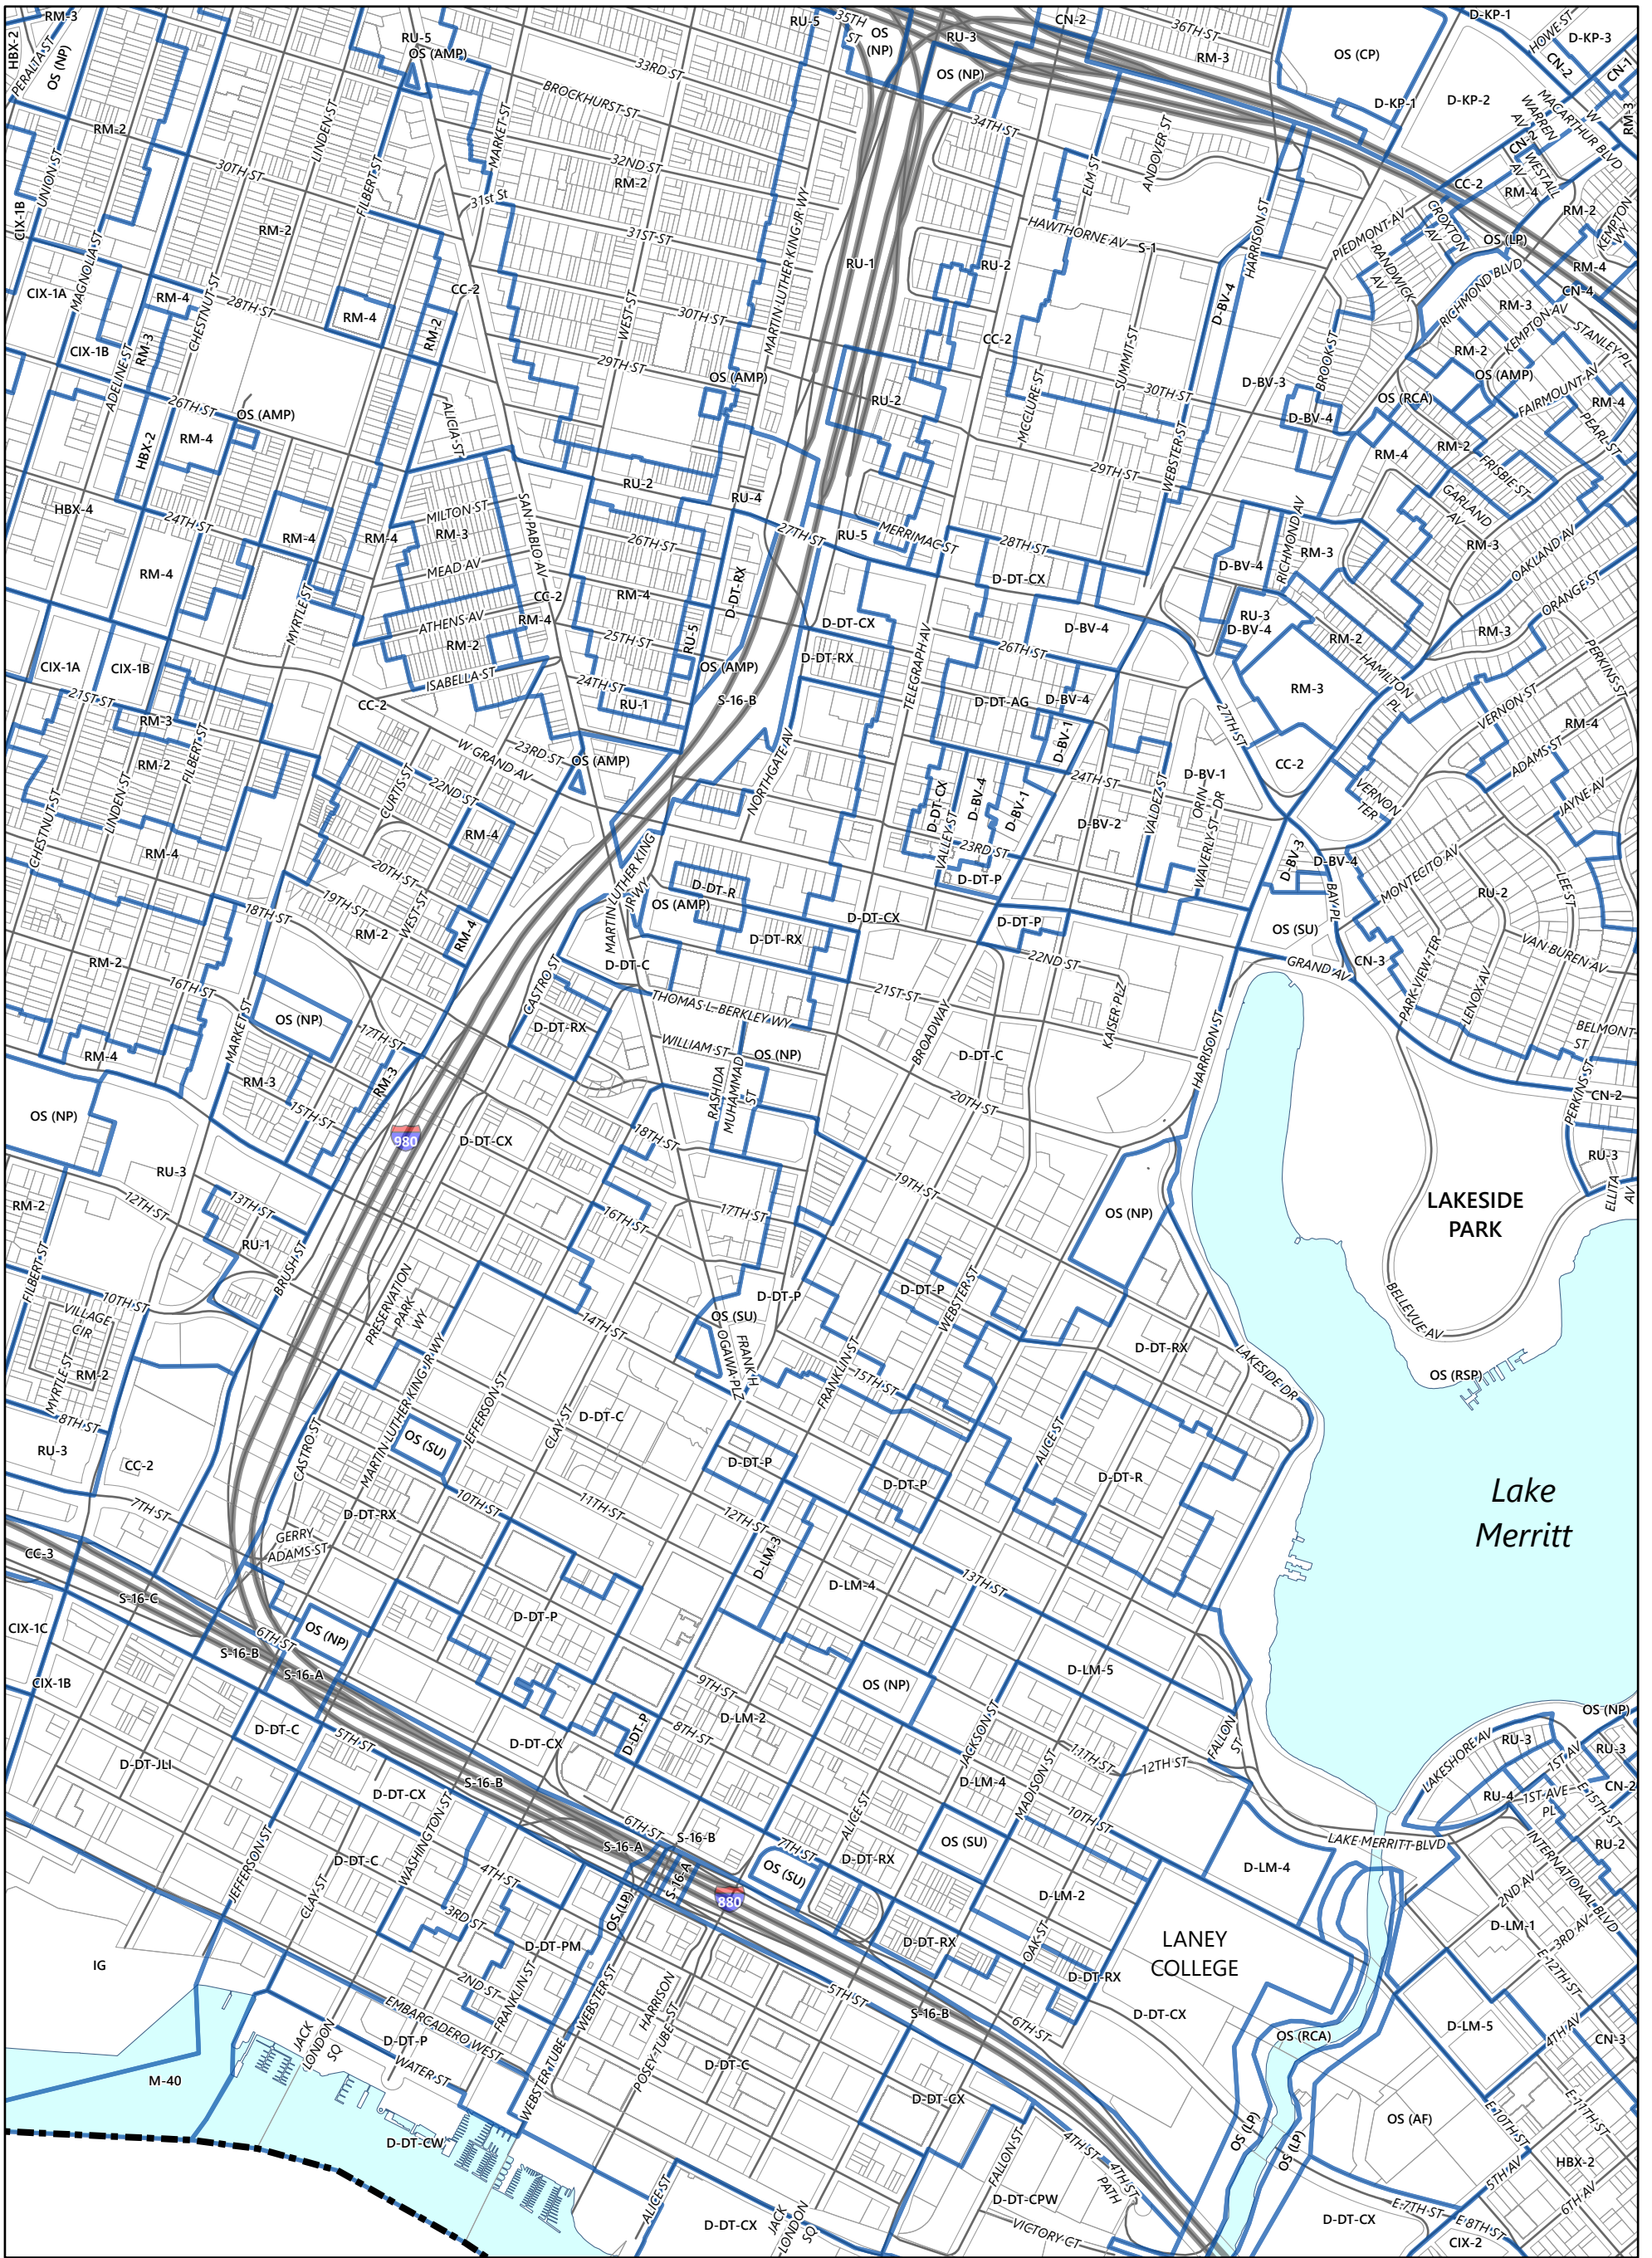 RM-3
HBX-2
PERALTA ST
OS (NP)
RU-5
OS (AMP)
33RD ST
RU-5
35TH
ST
OS
(NP)
RU-3
CN-2
36TH ST
RM-3
OS (CP)
D-KP-1
HOWE ST
D-KP-3
CN-2
CN-1
OS (NP)
D-KP-1
D-KP-2
W
MACARTHUR BLVD
RM-3
WARREN
AV
CN-2
WESTALL
AV
RM-2
LINDEN ST
MARKET ST
BROCKHURST ST
34TH ST
ANDOVER ST
UNION ST
30TH ST
FILBERT ST
32ND ST
RM-2
ELM ST
CC-2
RM-4
RM-2
KEMPTON
WY
CIX-1B
31st St
31ST ST
MARTIN LUTHER KING JR WY
HAWTHORNE AV
S-1
HARRISON ST
PIEDMONT AV
CROXTON
AV
OS (LP)
RM-2
MAGNOLIA ST
RU-1
RU-2
RANDWICK
AV
RICHMOND BLVD
RM-4
CN-4
CIX-1A
RM-4
CHESTNUT ST
28TH ST
RM-4
CC-2
RM-2
WEST ST
30TH ST
D-BV-4
RM-3
KEMPTON AV
STANLEY PL
CIX-1B
RM-3
ADELINE ST
29TH ST
OS (AMP)
CC-2
SUMMIT ST
BROOK ST
RM-2
OS (AMP)
FAIRMOUNT AV
26TH ST
OS (AMP)
RM-4
HBX-2
ALICIA ST
RU-2
MCCLURE ST
30TH ST
D-BV-3
D-BV-4
OS (RCA)
RM-4
PEARL ST
RM-2
RM-4
FRISBIE ST
HBX-4
24TH ST
RM-4
RM-4
MILTON ST
RM-3
SAN PABLO AV
RU-2
RU-4
29TH ST
WEBSTER ST
GARLAND
AV
27TH ST
RU-5
MERRIMAC ST
28TH ST
RICHMOND AV
RM-3
RM-3
OAKLAND AV
RM-4
MEAD AV
26TH ST
D-DT-RX
D-DT-CX
D-BV-4
ORANGE ST
MYRTLE ST
CC-2
RM-4
RM-4
ATHENS AV
RM-2
25TH ST
RU-5
D-DT-CX
TELEGRAPH AV
D-BV-4
RU-3
D-BV-4
RM-2
HAMILTON
PL
RM-3
PERKINS ST
CIX-1A
CIX-1B
ISABELLA ST
24TH ST
RU-1
OS (AMP)
D-DT-RX
26TH ST
RM-3
21ST ST
RM-3
CC-2
S-16-B
D-DT-AG
D-BV-4
27TH ST
VERNON ST
RM-4
FILBERT ST
RM-2
W GRAND AV
23RD ST
OS (AMP)
NORTHGATE AV
D-BV-1
24TH ST
CC-2
ADAMS ST
CHESTNUT ST
LINDEN ST
CURTIS ST
22ND ST
D-DT-CX
D-BV-4
D-BV-1
VALDEZ ST
D-BV-1
ORIN DR
VERNON
TER
JAYNE AV
RM-4
RM-4
VALLEY ST
D-BV-2
23RD ST
WAVERLY ST
D-BV-3
D-BV-4
MONTECITO AV
20TH ST
MARTIN LUTHER KING
JR WY
D-DT-R
OS (AMP)
D-DT-P
BAY PL
RU-2
LEE ST
18TH ST
19TH ST
WEST ST
RM-2
RM-4
D-DT-CX
D-DT-P
D-DT-RX
OS (SU)
RM-2
D-DT-C
22ND ST
GRAND AV
CN-3
PARK VIEW TER
VAN BUREN AV
16TH ST
CASTRO ST
THOMAS L BERKLEY WY
21ST ST
KAISER PLZ
LENOX AV
MARKET ST
OS (NP)
17TH ST
D-DT-RX
WILLIAM ST
OS (NP)
BROADWAY
D-DT-C
HARRISON ST
BELMONT
ST
RM-4
RM-3
RM-3
RASHIDA
MUHAMMAD
ST
20TH ST
PERKINS ST
CN-2
OS (NP)
15TH ST
980
D-DT-CX
18TH ST
RU-3
RU-3
12TH ST
13TH ST
19TH ST
LAKESIDE
PARK
ELLITA
AV
RM-2
16TH ST
17TH ST
OS (NP)
RU-1
FILBERT ST
BRUSH ST
PRESERVATION
PARK
WY
10TH ST
VILLAGE
CIR
D-DT-P
D-DT-P
WEBSTER ST
BELLEVUE AV
OS (SU)
14TH ST
FRANK H
OGAWA PLZ
D-DT-RX
LAKESIDE DR
MYRTLE ST
RM-2
MARTIN LUTHER KING JR WY
JEFFERSON ST
FRANKLIN ST
15TH ST
OS (RSP)
8TH ST
RU-3
CC-2
CASTRO ST
OS (SU)
CLAY ST
D-DT-C
D-DT-P
D-DT-P
ALICE ST
D-DT-R
Lake
Merritt
7TH ST
GERRY
ADAMS ST
D-DT-RX
10TH ST
11TH ST
12TH ST
CC-3
D-LM-3
13TH ST
D-LM-4
S-16-C
CIX-1C
S-16-B
6TH ST
OS (NP)
S-16-A
D-DT-P
D-LM-5
OS (NP)
9TH ST
CIX-1B
D-DT-C
5TH ST
D-DT-CX
D-DT-P
8TH ST
D-LM-2
JACKSON ST
11TH ST
12TH ST
FALLON
ST
OS (NP)
LAKESHORE AV
RU-3
1ST AV
RU-3
D-DT-JLI
S-16-B
D-DT-CX
D-LM-4
MADISON ST
10TH ST
RU-4
1ST AVE
PL
E 15TH ST
CN-2
WASHINGTON ST
6TH ST
S-16-A
S-16-B
7TH ST
ALICE ST
OS (SU)
LAKE MERRITT BLVD
INTERNATIONAL BLVD
RU-2
JEFFERSON ST
D-DT-C
CLAY ST
4TH ST
S-16-A
OS (SU)
D-DT-RX
D-LM-4
2ND AV
880
D-LM-2
3RD ST
OS (LP)
LANEY
COLLEGE
D-LM-1
3RD AV
D-DT-PM
D-DT-RX
OAK ST
E 12TH ST
IG
2ND ST
FRANKLIN ST
WEBSTER ST
HARRISON
5TH ST
D-DT-RX
EMBARCADERO WEST
POSEY TUBE ST
S-16-B
6TH ST
D-DT-CX
OS (RCA)
D-LM-5
4TH AV
CN-3
JACK
LONDON
SQ
D-DT-P
WATER ST
WEBSTER TUBE
D-DT-C
M-40
D-DT-CX
E 10TH ST
E 11TH ST
OS (AF)
D-DT-CW
4TH ST
4TH ST
PATH
OS (LP)
OS (LP)
HBX-2
FALLON ST
5TH AV
6TH AV
ALICE ST
D-DT-CX
JACK
LONDON
SQ
D-DT-CPW
VICTORY CT
E 7TH ST
E 8TH ST
D-DT-CX
CIX-2